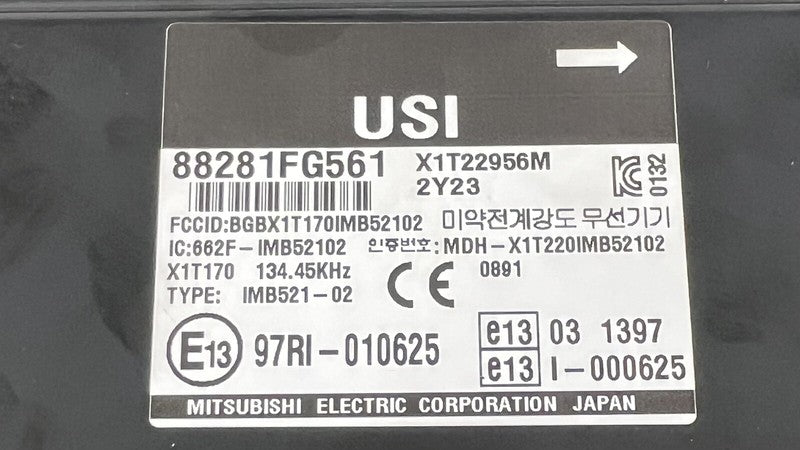 USI
88281FG561 X1T22956M
2Y23
0132
FCCID:BGBX1T170IMB52102 미약전계강도 무선기기
IC:662F-IMB52102 인증번호:MDH-X1T220IMB52102
X1T170 134.45KHz CE 0891
TYPE: IMB521-02
E13 97RI-010625 e13 03 1397
e13 I-000625
MITSUBISHI ELECTRIC CORPORATION JAPAN